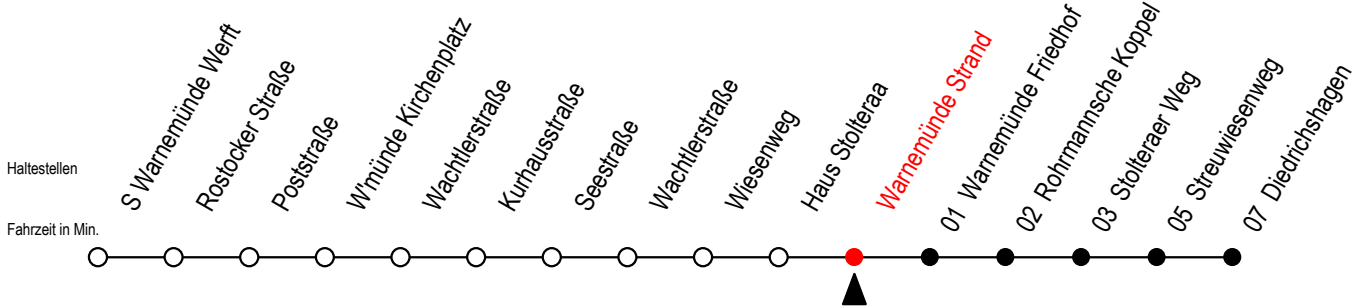 Haltestellen
Fahrzeit in Min.
S Warnemünde Werft
Rostocker Straße
Poststraße
W'münde Kirchenplatz
Wachtlerstraße
Kurhausstraße
Seestraße
Wachtlerstraße
Wiesenweg
Haus Stolteraa
Warnemünde Strand
01 Warnemünde Friedhof
02 Rohrmannsche Koppel
03 Stolteraer Weg
05 Streuwiesenweg
07 Diedrichshagen